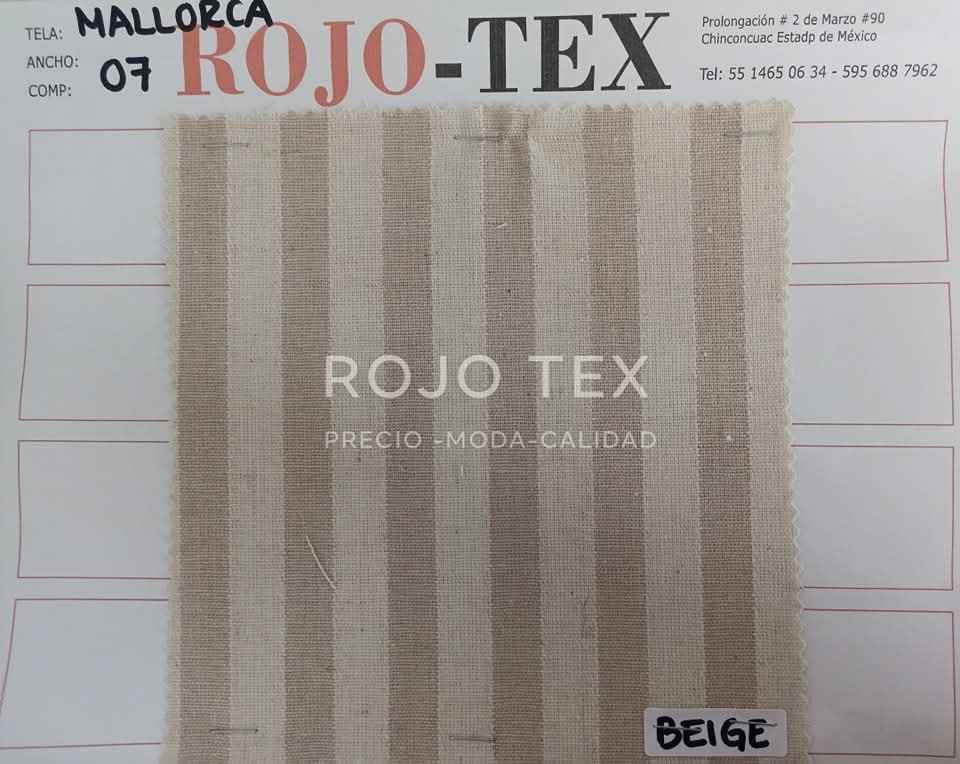 TELA: MALLORCA
ANCHO:
COMP: 07
ROJO-TEX
Prolongación # 2 de Marzo #90
Chinconcuac Estadp de México
Tel: 55 1465 06 34 - 595 688 7962
ROJO TEX
PRECIO -MODA-CALIDAD
BEIGE